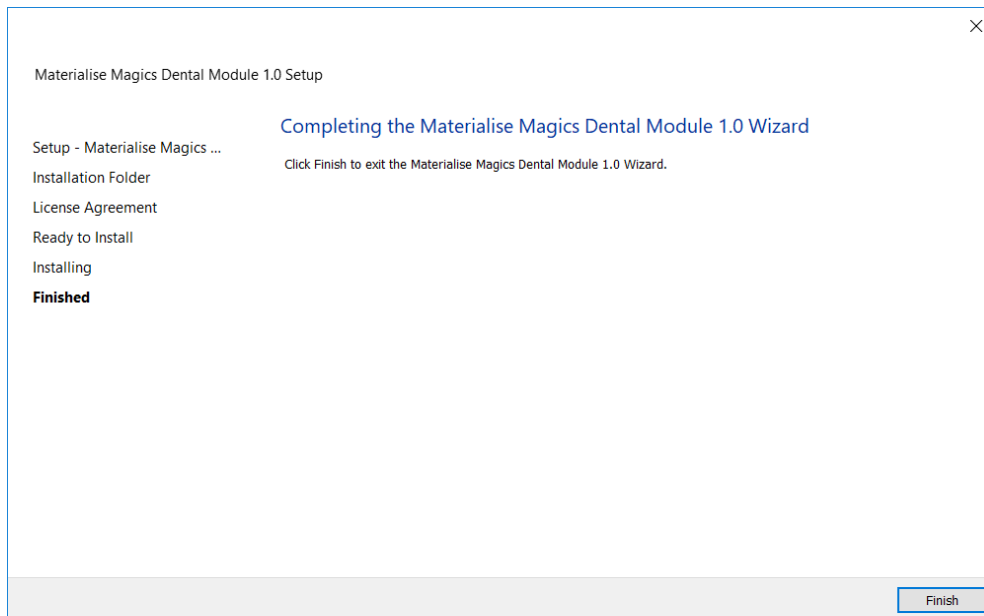 Materialise Magics Dental Module 1.0 Setup
Setup - Materialise Magics ...
Installation Folder
License Agreement
Ready to Install
Installing
Finished
Completing the Materialise Magics Dental Module 1.0 Wizard
Click Finish to exit the Materialise Magics Dental Module 1.0 Wizard.
Finish